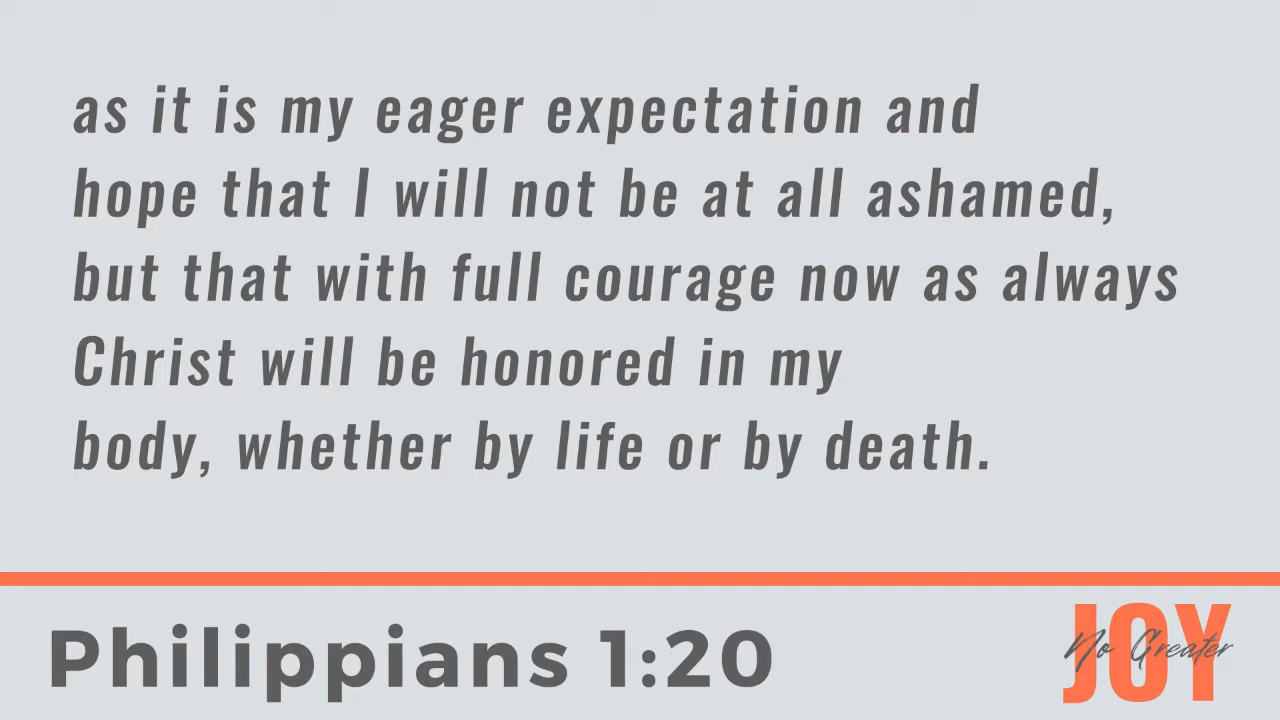 as it is my eager expectation and
hope that I will not be at all ashamed,
but that with full courage now as always
Christ will be honored in my
body, whether by life or by death.
Philippians 1:20
No Greater
JOY